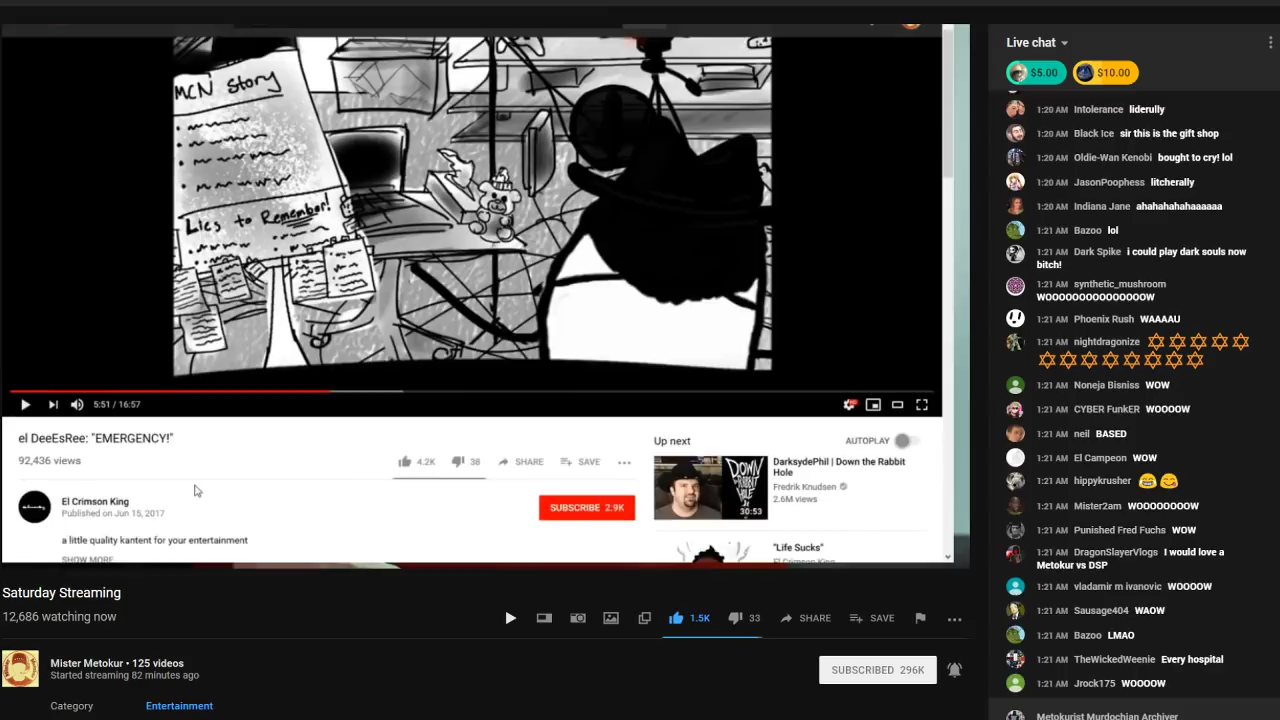 MCN Story
Lies to Remember!
5:51 / 16:57
el DeeEsRee: "EMERGENCY!"
92,436 views
4.2K
38
SHARE
SAVE
El Crimson King
Published on Jun 15, 2017
SUBSCRIBE 2.9K
a little quality kantent for your entertainment
SHOW MORE
Up next
AUTOPLAY
DOWN
THE
RABBIT
HOLE
30:53
DarksydePhil | Down the Rabbit
Hole
Fredrik Knudsen
2.6M views
"Life Sucks"
El Crimson King
Saturday Streaming
12,686 watching now
1.5K
33
SHARE
SAVE
Mister Metokur • 125 videos
Started streaming 82 minutes ago
SUBSCRIBED 296K
Category
Entertainment
Live chat
$5.00
$10.00
1:20 AM Intolerance liderully
1:20 AM Black Ice sir this is the gift shop
1:20 AM Oldie-Wan Kenobi bought to cry! lol
1:20 AM JasonPoophess litcherally
1:20 AM Indiana Jane ahahahahahaaaaaa
1:21 AM Bazoo lol
1:21 AM Dark Spike i could play dark souls now
bitch!
1:21 AM synthetic_mushroom
WOOOOOOOOOOOOOOOW
1:21 AM Phoenix Rush WAAAAU
1:21 AM nightdragonize
1:21 AM Noneja Bisniss WOW
1:21 AM CYBER FunkER WOOOOW
1:21 AM neil BASED
1:21 AM El Campeon WOW
1:21 AM hippykrusher
1:21 AM Mister2am WOOOOOOOOW
1:21 AM Punished Fred Fuchs WOW
1:21 AM DragonSlayerVlogs I would love a
Metokur vs DSP
1:21 AM vladamir m ivanovic WOOOOW
1:21 AM Sausage404 WAOW
1:21 AM Bazoo LMAO
1:21 AM TheWickedWeenie Every hospital
1:21 AM Jrock175 WOOOOW
Metokurist Murdochian Archiver